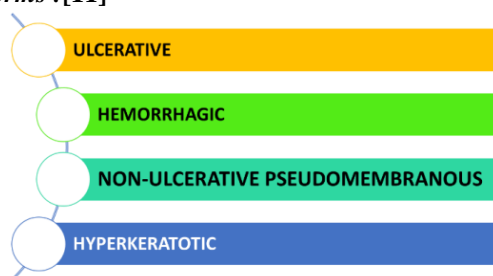 ULCERATIVE
HEMORRHAGIC
NON-ULCERATIVE PSEUDOMEMBRANOUS
HYPERKERATOTIC